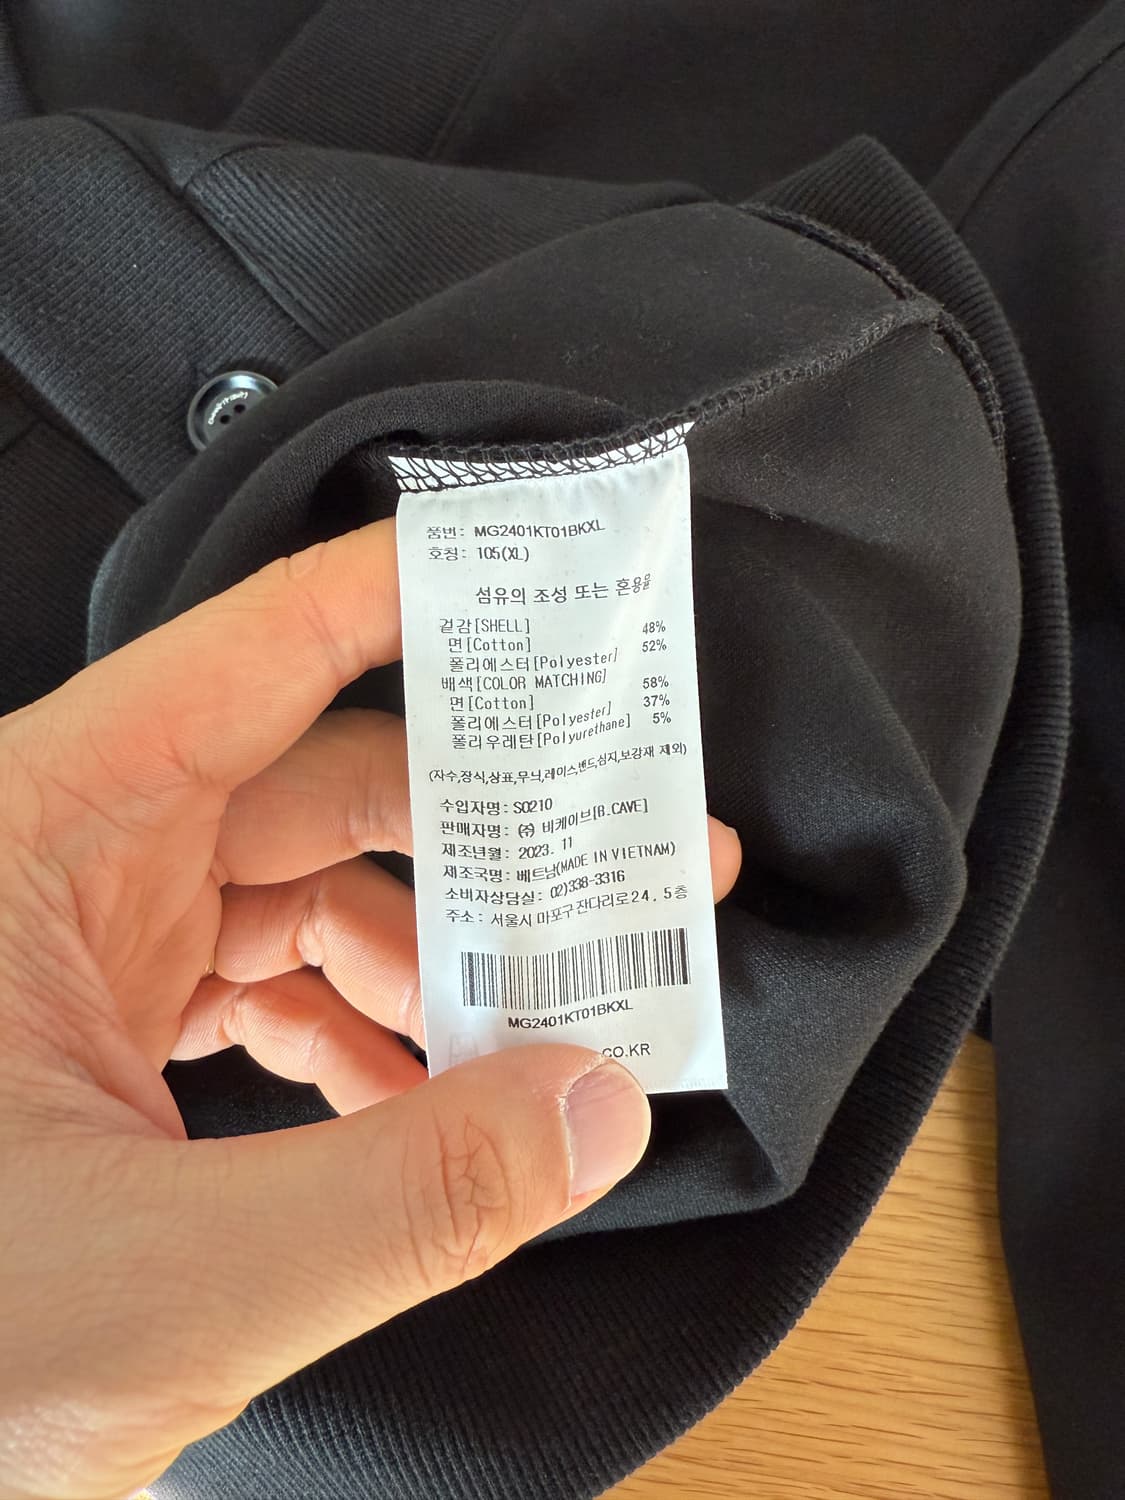 품번: MG2401KT01BKXL
호칭: 105(XL)
섬유의 조성 또는 혼용율
겉감[SHELL]
면[Cotton] 48%
폴리에스터[Polyester] 52%
배색[COLOR MATCHING]
면[Cotton] 58%
폴리에스터[Polyester] 37%
폴리우레탄[Polyurethane] 5%
(자수,장식,상표,무늬,레이스,밴드,심지,보강재 제외)
수입자명: SO210
판매자명: ㈜ 비케이브[B.CAVE]
제조년월: 2023. 11
제조국명: 베트남(MADE IN VIETNAM)
소비자상담실: 02)338-3316
주소: 서울시 마포구 잔다리로24, 5층
MG2401KT01BKXL
.CO.KR